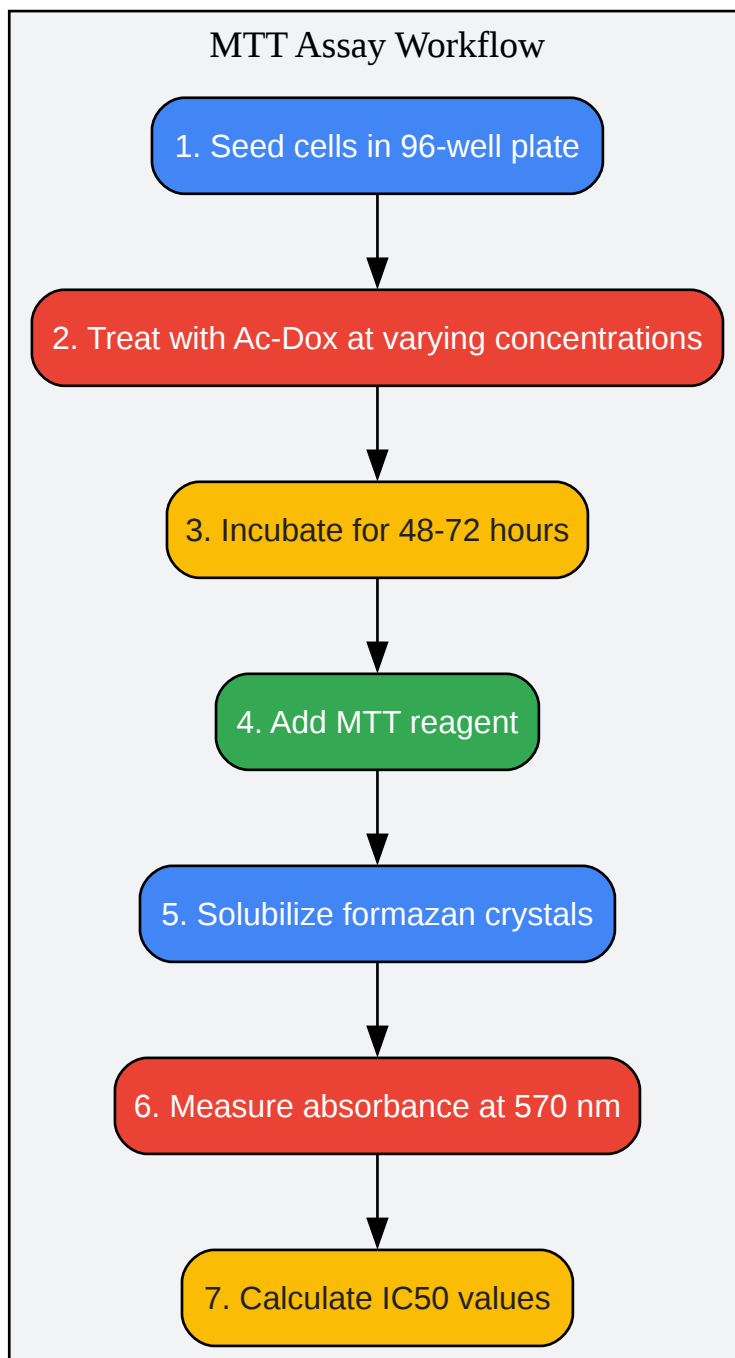 MTT Assay Workflow
1. Seed cells in 96-well plate
2. Treat with Ac-Dox at varying concentrations
3. Incubate for 48-72 hours
4. Add MTT reagent
5. Solubilize formazan crystals
6. Measure absorbance at 570 nm
7. Calculate IC50 values